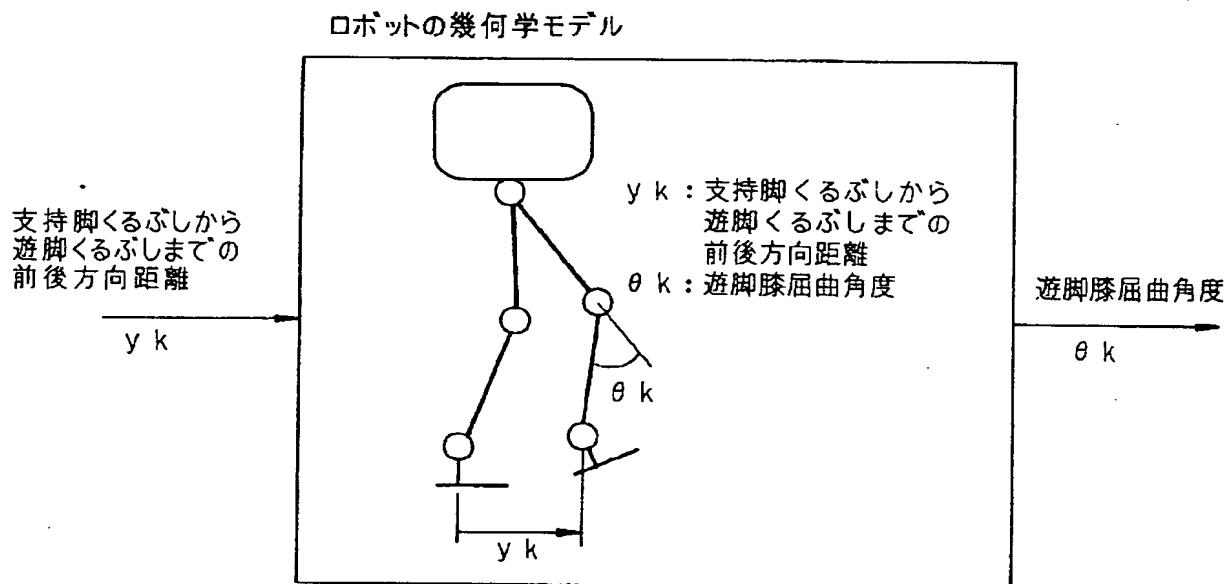 ロボットの幾何学モデル
支持脚くるぶしから
遊脚くるぶしまでの
前後方向距離
y k
y k : 支持脚くるぶしから
遊脚くるぶしまでの
前後方向距離
θ k : 遊脚膝屈曲角度
θ k
y k
遊脚膝屈曲角度
θ k